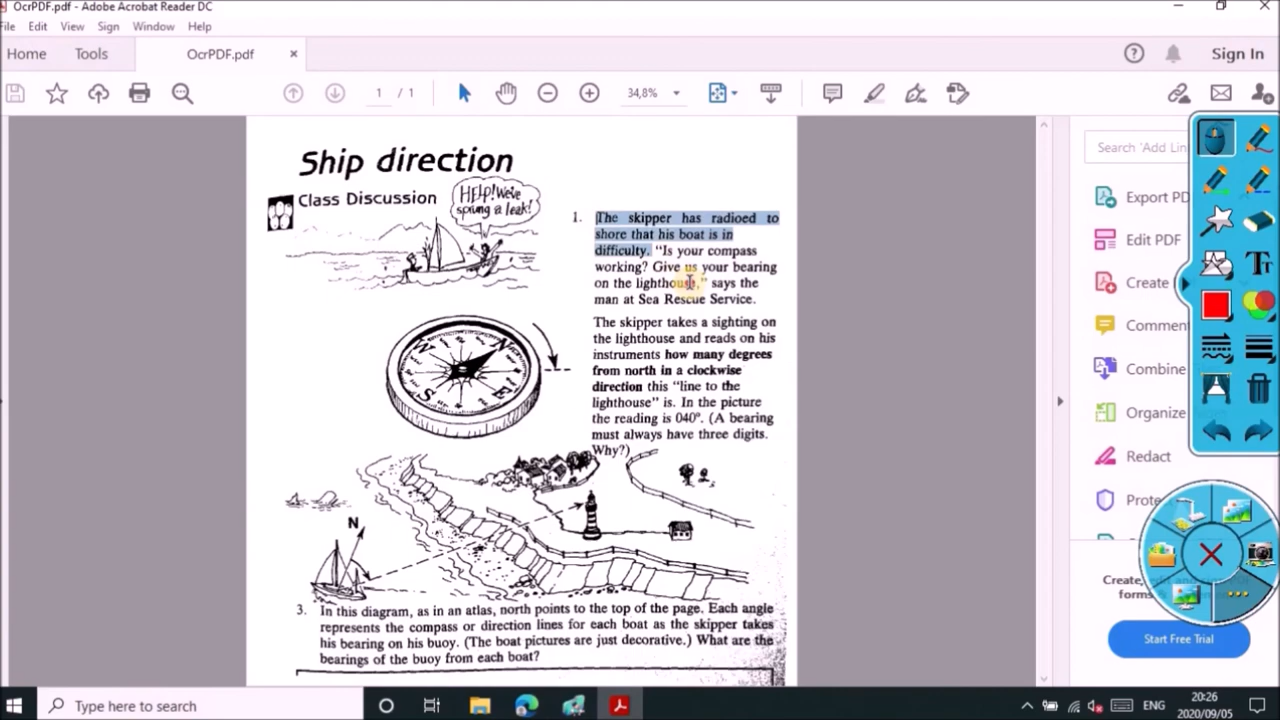 OcrPDF.pdf - Adobe Acrobat Reader DC
File Edit View Sign Window Help
Home Tools OcrPDF.pdf × ? Sign In
1 / 1 34,8%
Ship direction
Class Discussion
HELP! We've
sprung a leak!
1. The skipper has radioed to
shore that his boat is in
difficulty. "Is your compass
working? Give us your bearing
on the lighthouse," says the
man at Sea Rescue Service.
N
E
S
W
The skipper takes a sighting on
the lighthouse and reads on his
instruments how many degrees
from north in a clockwise
direction this "line to the
lighthouse" is. In the picture
the reading is 040°. (A bearing
must always have three digits.
Why?)
N
3. In this diagram, as in an atlas, north points to the top of the page. Each angle
represents the compass or direction lines for each boat as the skipper takes
his bearing on his buoy. (The boat pictures are just decorative.) What are the
bearings of the buoy from each boat?
Search 'Add Lin
Export PD
Edit PDF
Create
Commen
Combine
Organize
Redact
Prote
Create,
Start Free Trial
TT
Type here to search
ENG
20:26
2020/09/05